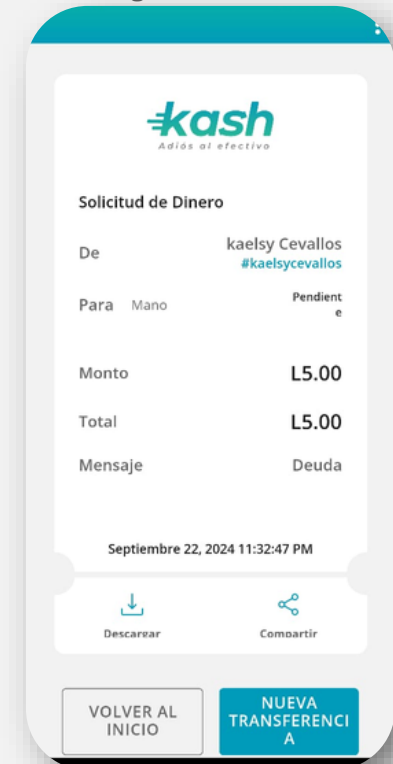 kash
Adiós al efectivo
Solicitud de Dinero
De kaelsy Cevallos
#kaelsycevallos
Para Mano Pendient
e
Monto L5.00
Total L5.00
Mensaje Deuda
Septiembre 22, 2024 11:32:47 PM
Descargar Compartir
VOLVER AL
INICIO
NUEVA
TRANSFERENCI
A